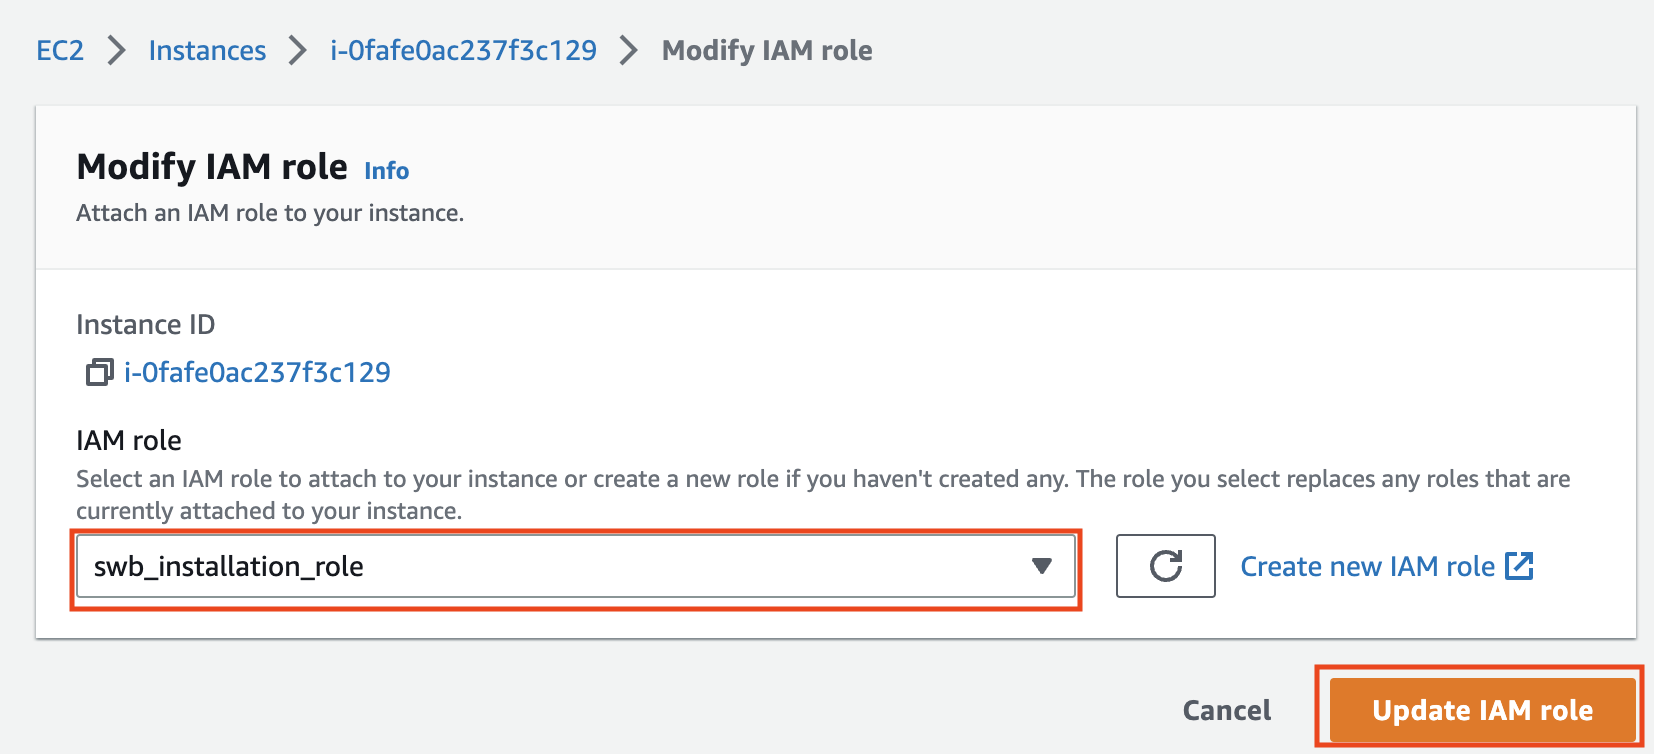 EC2 Instances i-0fafe0ac237f3c129 Modify IAM role
Modify IAM role Info
Attach an IAM role to your instance.
Instance ID
i-0fafe0ac237f3c129
IAM role
Select an IAM role to attach to your instance or create a new role if you haven't created any. The role you select replaces any roles that are
currently attached to your instance.
swb_installation_role
Create new IAM role
Cancel
Update IAM role